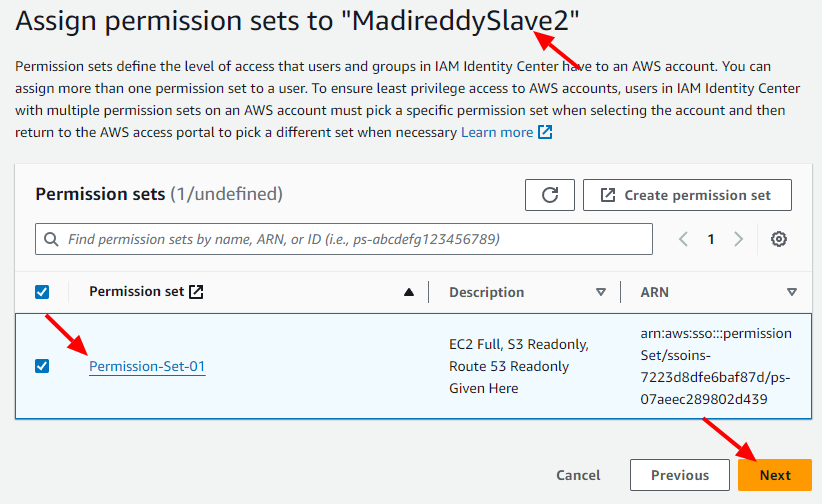 Assign permission sets to "MadireddySlave2"
Permission sets define the level of access that users and groups in IAM Identity Center have to an AWS account. You can
assign more than one permission set to a user. To ensure least privilege access to AWS accounts, users in IAM Identity Center
with multiple permission sets on an AWS account must pick a specific permission set when selecting the account and then
return to the AWS access portal to pick a different set when necessary Learn more
Permission sets (1/undefined)
Create permission set
Find permission sets by name, ARN, or ID (i.e., ps-abcdefg123456789)
1
Permission set
Description
ARN
Permission-Set-01
EC2 Full, S3 Readonly,
Route 53 Readonly
Given Here
arn:aws:sso:::permission
Set/ssoins-
7223d8dfe6baf87d/ps-
07aeec289802d439
Cancel
Previous
Next